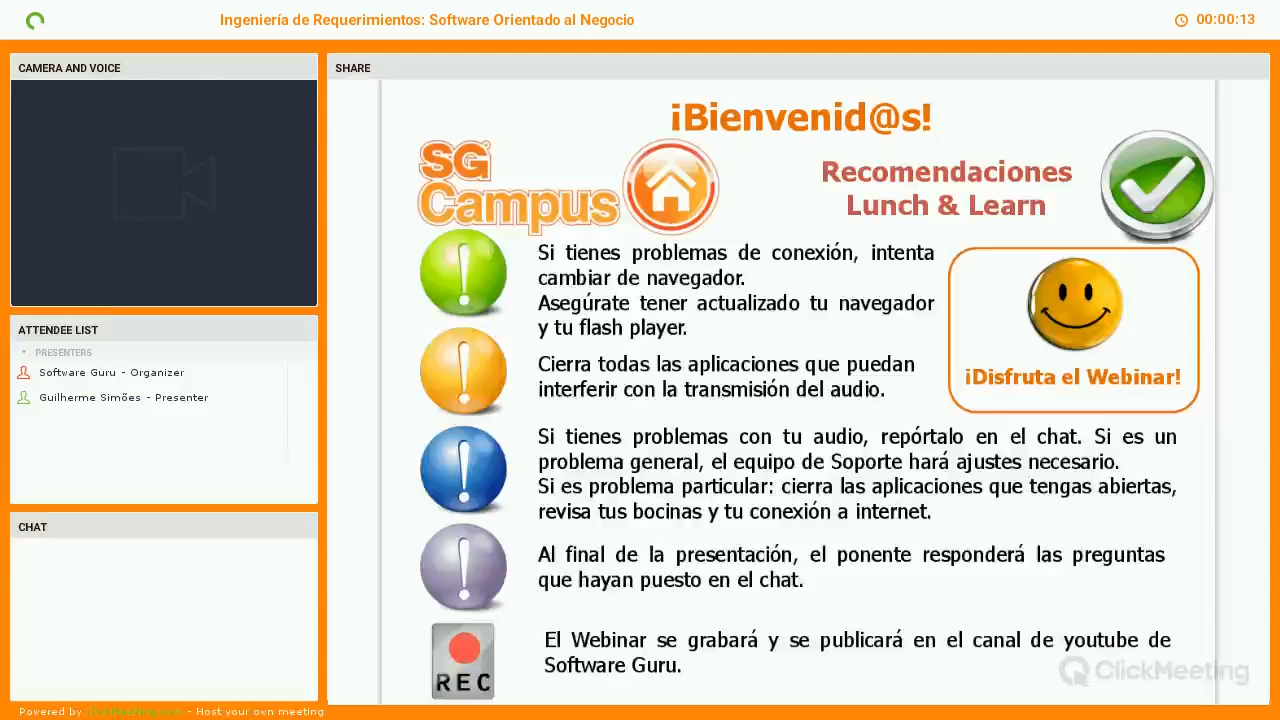 Ingeniería de Requerimientos: Software Orientado al Negocio
00:00:13
CAMERA AND VOICE
ATTENDEE LIST
PRESENTERS
Software Guru - Organizer
Guilherme Simões - Presenter
CHAT
Powered by ClickMeeting.com - Host your own meeting
SHARE
¡Bienvenid@s!
SG
Campus
Recomendaciones
Lunch & Learn
Si tienes problemas de conexión, intenta
cambiar de navegador.
Asegúrate tener actualizado tu navegador
y tu flash player.
¡Disfruta el Webinar!
Cierra todas las aplicaciones que puedan
interferir con la transmisión del audio.
Si tienes problemas con tu audio, repórtalo en el chat. Si es un
problema general, el equipo de Soporte hará ajustes necesario.
Si es problema particular: cierra las aplicaciones que tengas abiertas,
revisa tus bocinas y tu conexión a internet.
Al final de la presentación, el ponente responderá las preguntas
que hayan puesto en el chat.
REC
El Webinar se grabará y se publicará en el canal de youtube de
Software Guru.
ClickMeeting